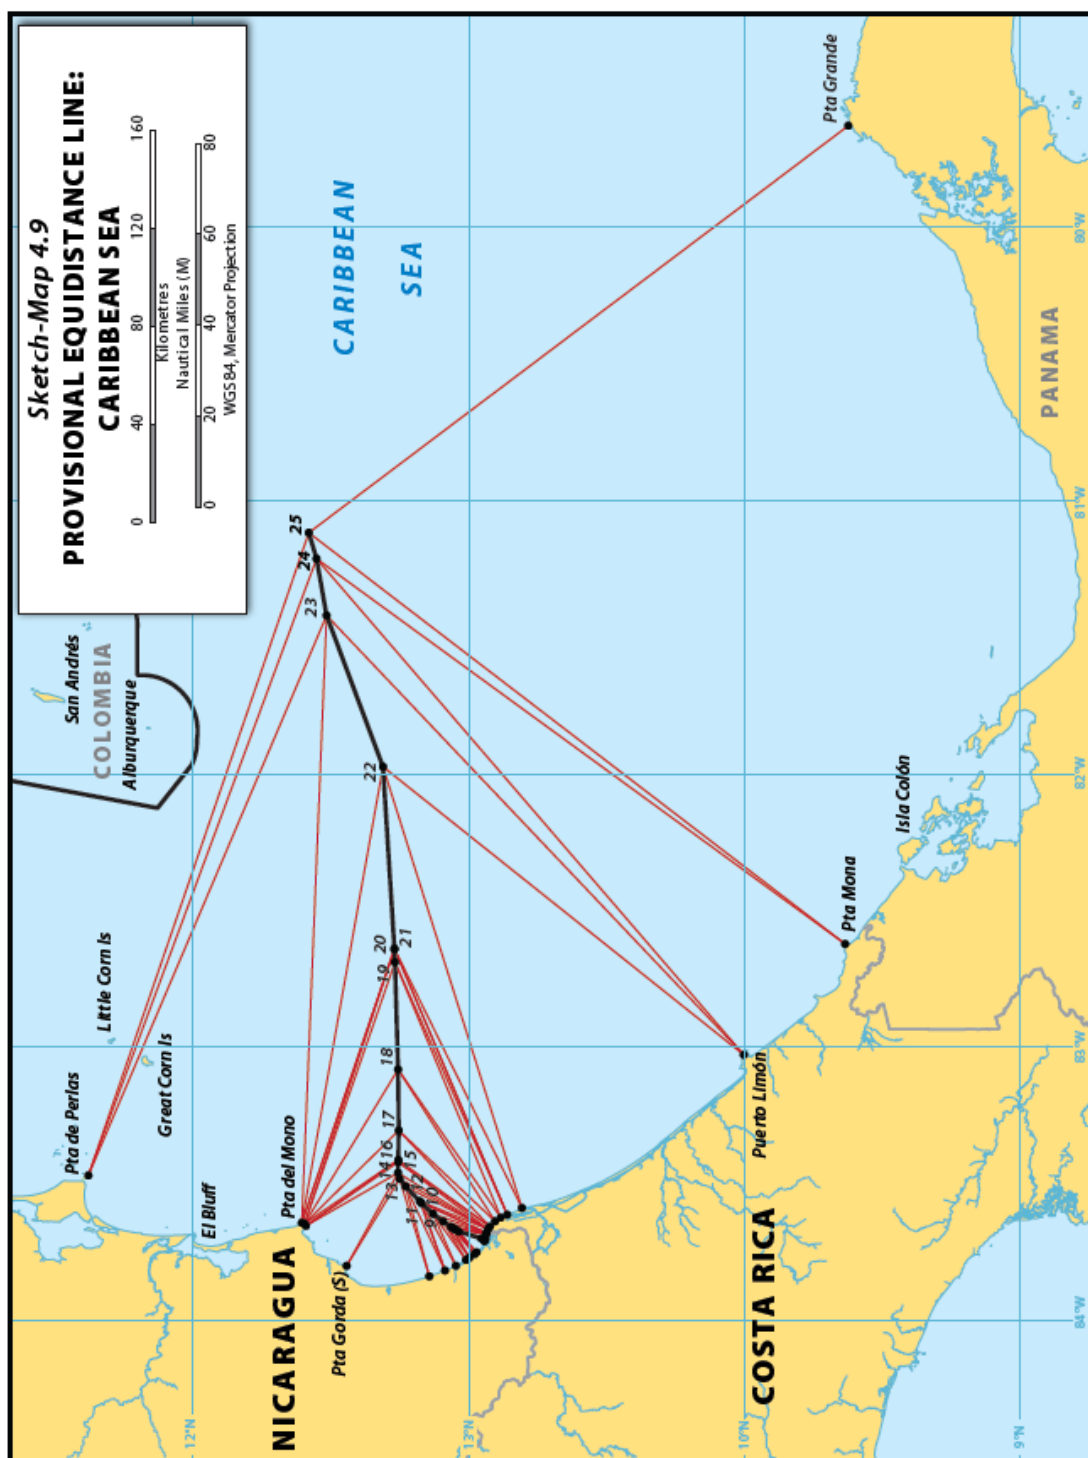 Sketch-Map 4.9
PROVISIONAL EQUIDISTANCE LINE:
CARIBBEAN SEA
0 40 80 120 160
Kilometres
Nautical Miles (M)
0 20 40 60 80
WGS 84, Mercator Projection
San Andrés
COLOMBIA
Alburquerque
CARIBBEAN
SEA
Pta Grande
Little Corn Is
Great Corn Is
Pta de Perlas
El Bluff
Pta del Mono
NICARAGUA
Pta Gorda (S)
9
10
11
12
13
14
15
16
17
18
19
20
21
22
23
24
25
PANAMA
Isla Colón
Pta Mona
Puerto Limón
COSTA RICA
12°N
13°N
10°N
9°N
84°W
83°W
82°W
81°W
80°W